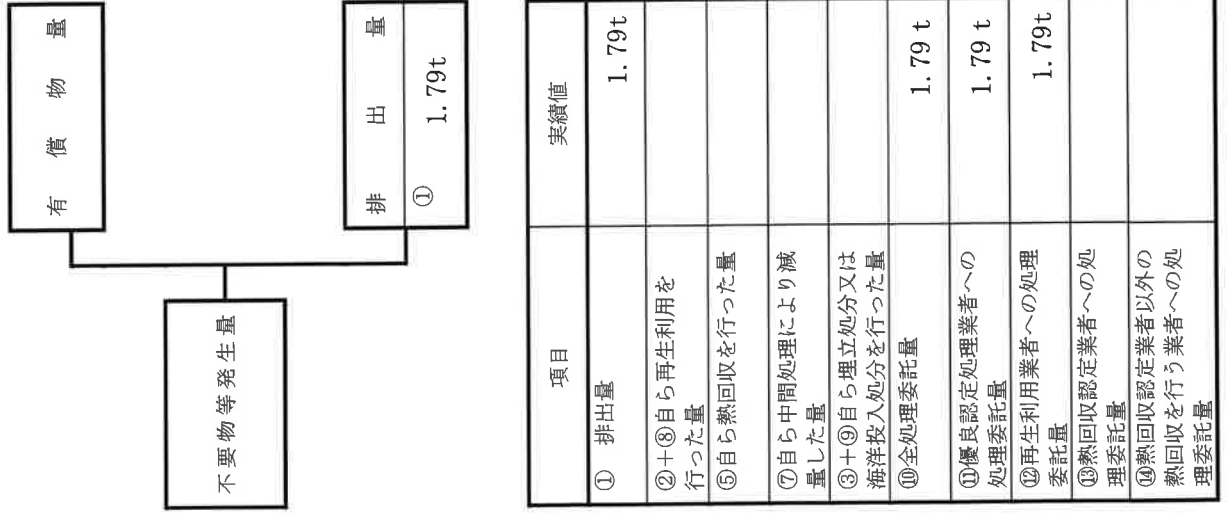 不要物等発生量
有償物量
排出量
① 1.79t
項目 実績値
① 排出量 1.79t
②+⑧自ら再生利用を
行った量
⑤自ら熱回収を行った量
⑦自ら中間処理により減
量した量
③+⑨自ら埋立処分又は
海洋投入処分を行った量
⑩全処理委託量 1.79 t
⑪優良認定処理業者への
処理委託量 1.79 t
⑫再生利用業者への処理
委託量 1.79t
⑬熱回収認定業者への処
理委託量
⑭熱回収認定業者以外の
熱回収を行う業者への処
理委託量